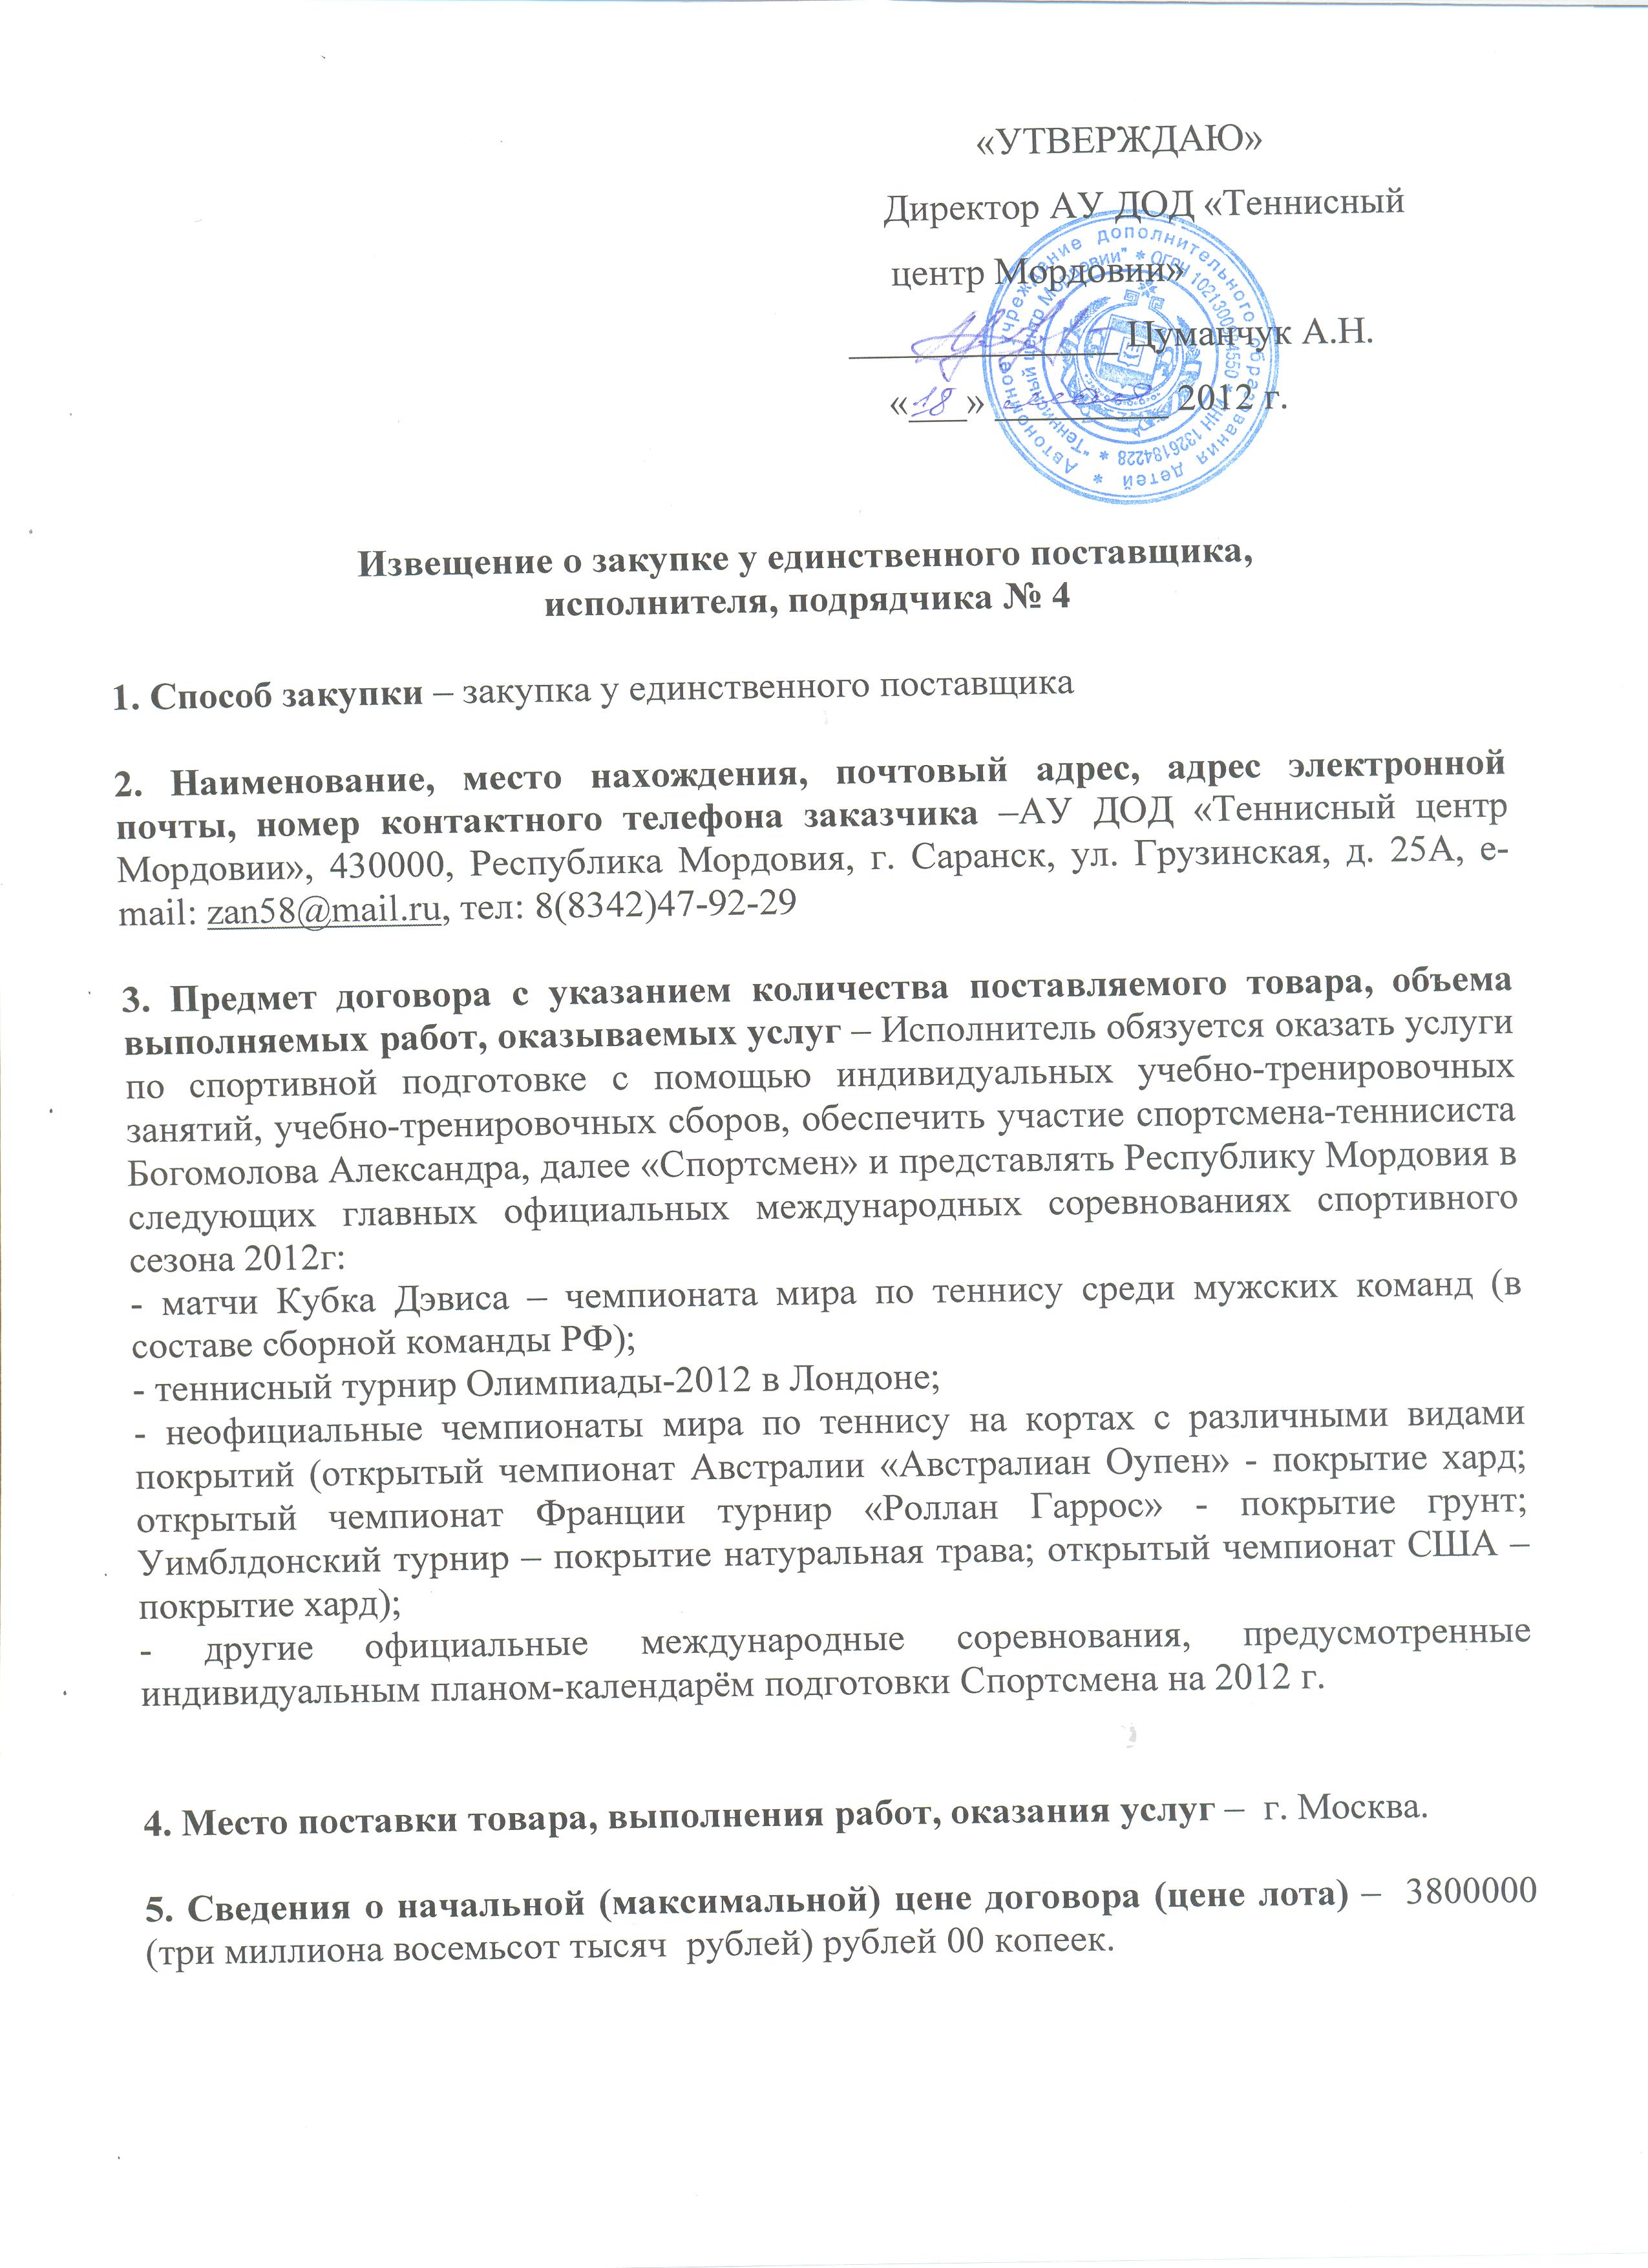 «УТВЕРЖДАЮ»
Директор АУ ДОД «Теннисный
центр Мордовии»
Цуманчук А.Н.
«18» 2012 г.
Автономное учреждение дополнительного образования детей *
"Теннисный центр Мордовии" * ОГРН * ИНН 1326184228 *
Извещение о закупке у единственного поставщика,
исполнителя, подрядчика № 4
1. Способ закупки – закупка у единственного поставщика
2. Наименование, место нахождения, почтовый адрес, адрес электронной
почты, номер контактного телефона заказчика –АУ ДОД «Теннисный центр
Мордовии», 430000, Республика Мордовия, г. Саранск, ул. Грузинская, д. 25А, e-
mail: zan58@mail.ru, тел: 8(8342)47-92-29
3. Предмет договора с указанием количества поставляемого товара, объема
выполняемых работ, оказываемых услуг – Исполнитель обязуется оказать услуги
по спортивной подготовке с помощью индивидуальных учебно-тренировочных
занятий, учебно-тренировочных сборов, обеспечить участие спортсмена-теннисиста
Богомолова Александра, далее «Спортсмен» и представлять Республику Мордовия в
следующих главных официальных международных соревнованиях спортивного
сезона 2012г:
- матчи Кубка Дэвиса – чемпионата мира по теннису среди мужских команд (в
составе сборной команды РФ);
- теннисный турнир Олимпиады-2012 в Лондоне;
- неофициальные чемпионаты мира по теннису на кортах с различными видами
покрытий (открытый чемпионат Австралии «Австралиан Оупен» - покрытие хард;
открытый чемпионат Франции турнир «Роллан Гаррос» - покрытие грунт;
Уимблдонский турнир – покрытие натуральная трава; открытый чемпионат США –
покрытие хард);
- другие официальные международные соревнования, предусмотренные
индивидуальным планом-календарём подготовки Спортсмена на 2012 г.
4. Место поставки товара, выполнения работ, оказания услуг – г. Москва.
5. Сведения о начальной (максимальной) цене договора (цене лота) – 3800000
(три миллиона восемьсот тысяч рублей) рублей 00 копеек.